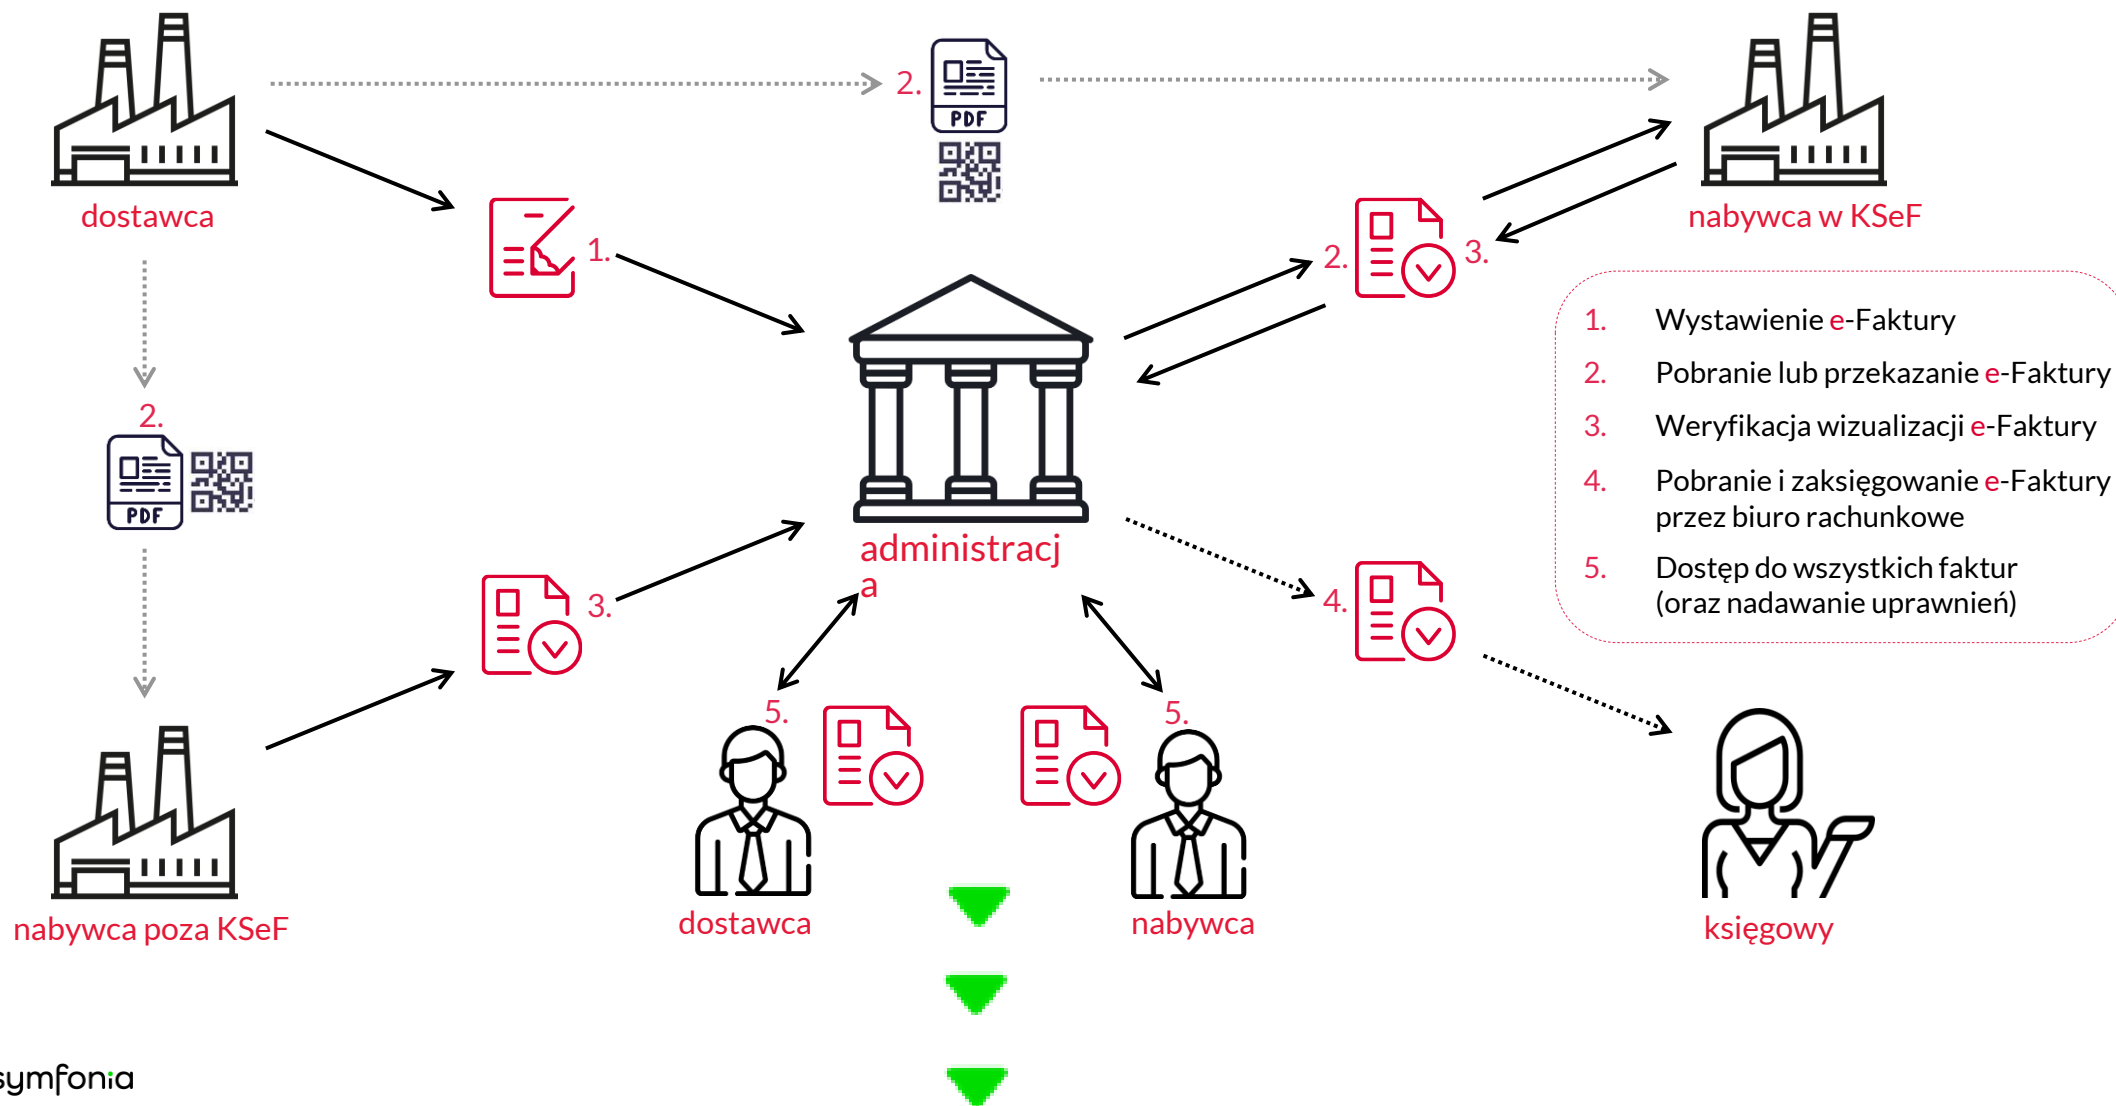 2.
PDF
dostawca
nabywca w KSeF
1.
2.
3.
1. Wystawienie e-Faktury
2. Pobranie lub przekazanie e-Faktury
3. Weryfikacja wizualizacji e-Faktury
4. Pobranie i zaksięgowanie e-Faktury
przez biuro rachunkowe
5. Dostęp do wszystkich faktur
(oraz nadawanie uprawnień)
2.
PDF
administracj
a
3.
4.
5.
5.
dostawca
nabywca
nabywca poza KSeF
księgowy
symfonia